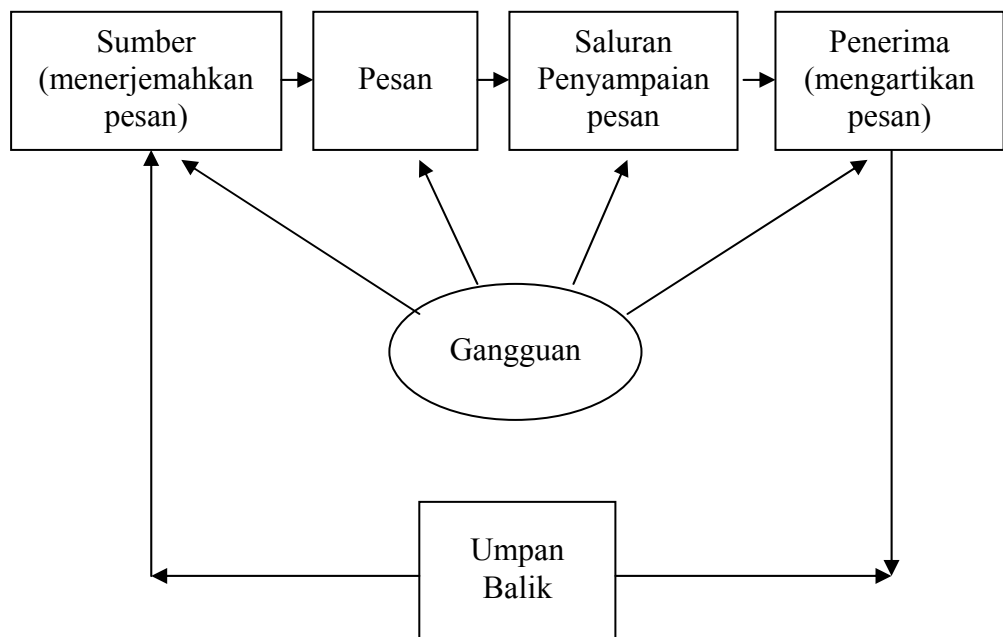 Sumber
(menerjemahkan
pesan)
Pesan
Saluran
Penyampaian
pesan
Penerima
(mengartikan
pesan)
Gangguan
Umpan
Balik